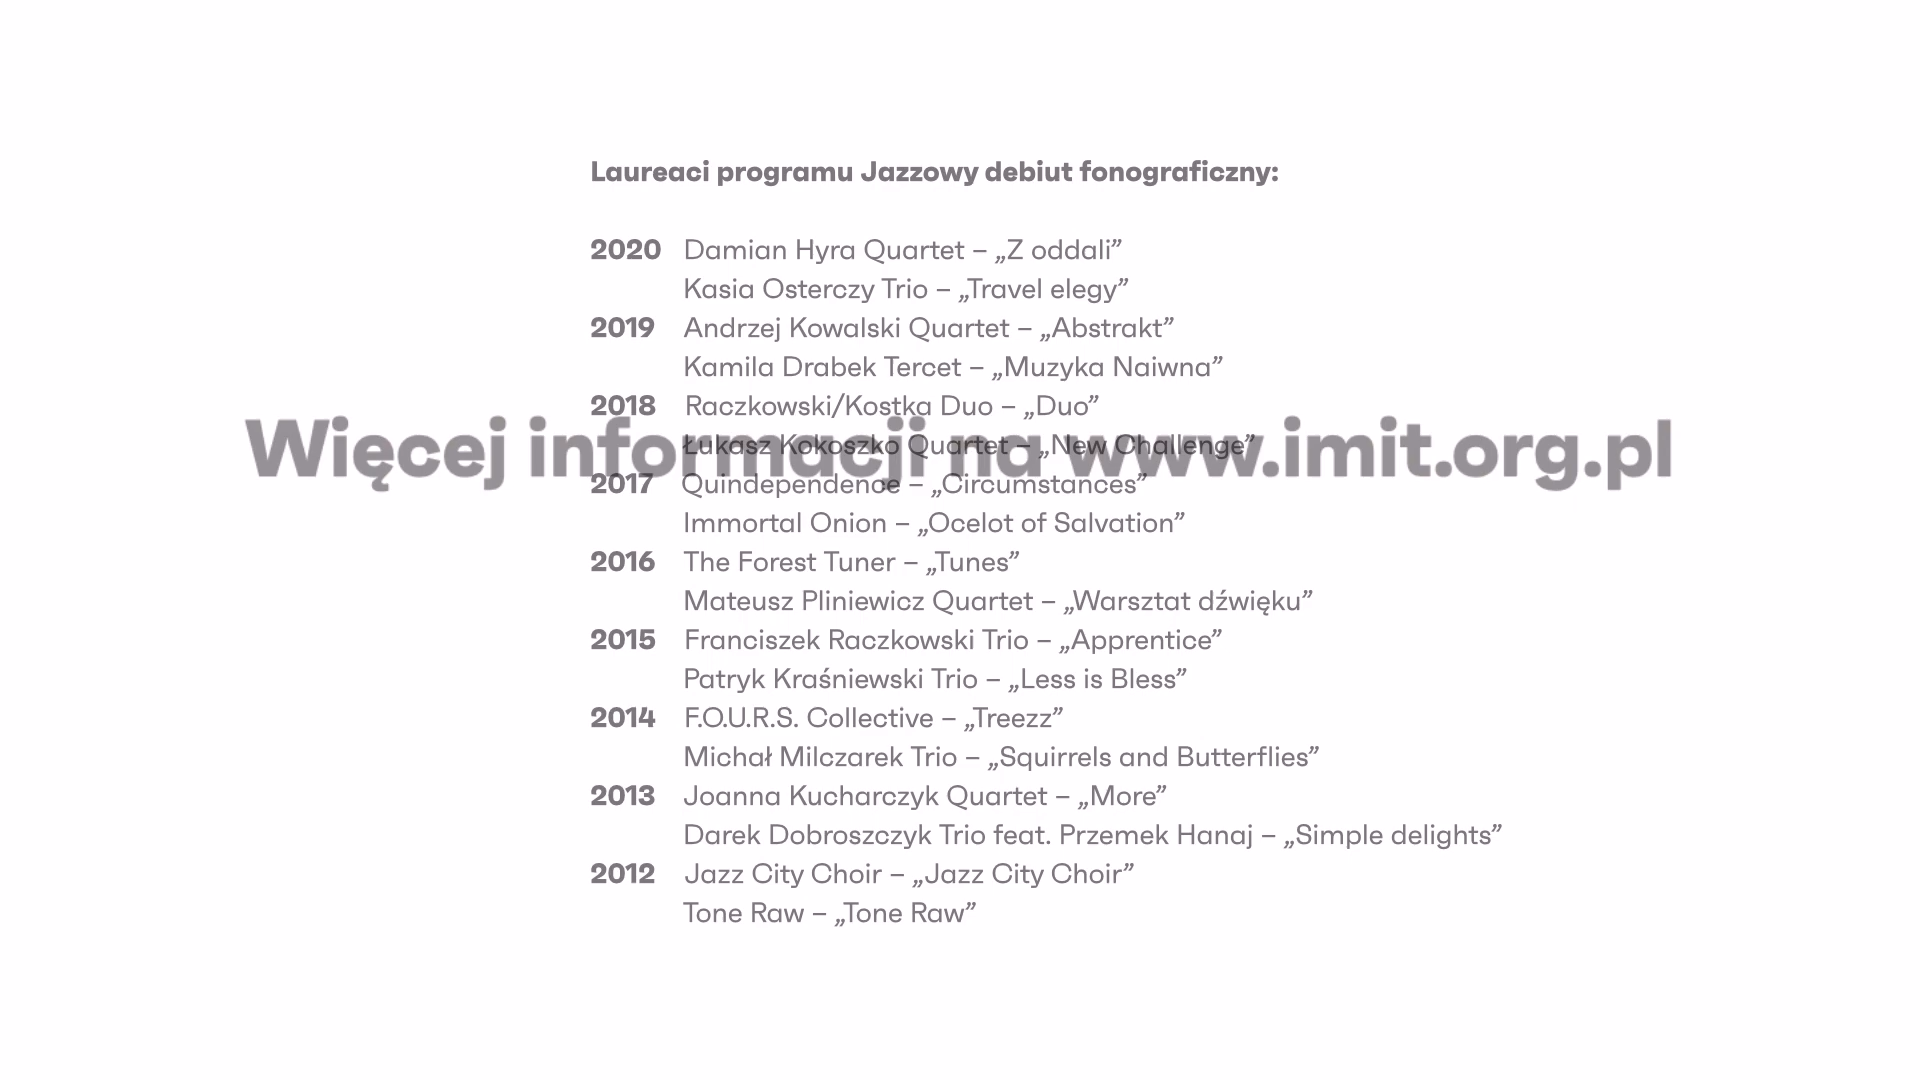 Laureaci programu Jazzowy debiut fonograficzny:
2020 Damian Hyra Quartet – „Z oddali”
Kasia Osterczy Trio – „Travel elegy”
2019 Andrzej Kowalski Quartet – „Abstrakt”
Kamila Drabek Tercet – „Muzyka Naiwna”
2018 Raczkowski/Kostka Duo – „Duo”
Łukasz Kokoszko Quartet – „New Challenge”
Więcej informacji na www.imit.org.pl
2017 Quindependence – „Circumstances”
Immortal Onion – „Ocelot of Salvation”
2016 The Forest Tuner – „Tunes”
Mateusz Pliniewicz Quartet – „Warsztat dźwięku”
2015 Franciszek Raczkowski Trio – „Apprentice”
Patryk Kraśniewski Trio – „Less is Bless”
2014 F.O.U.R.S. Collective – „Treezz”
Michał Milczarek Trio – „Squirrels and Butterflies”
2013 Joanna Kucharczyk Quartet – „More”
Darek Dobroszczyk Trio feat. Przemek Hanaj – „Simple delights”
2012 Jazz City Choir – „Jazz City Choir”
Tone Raw – „Tone Raw”